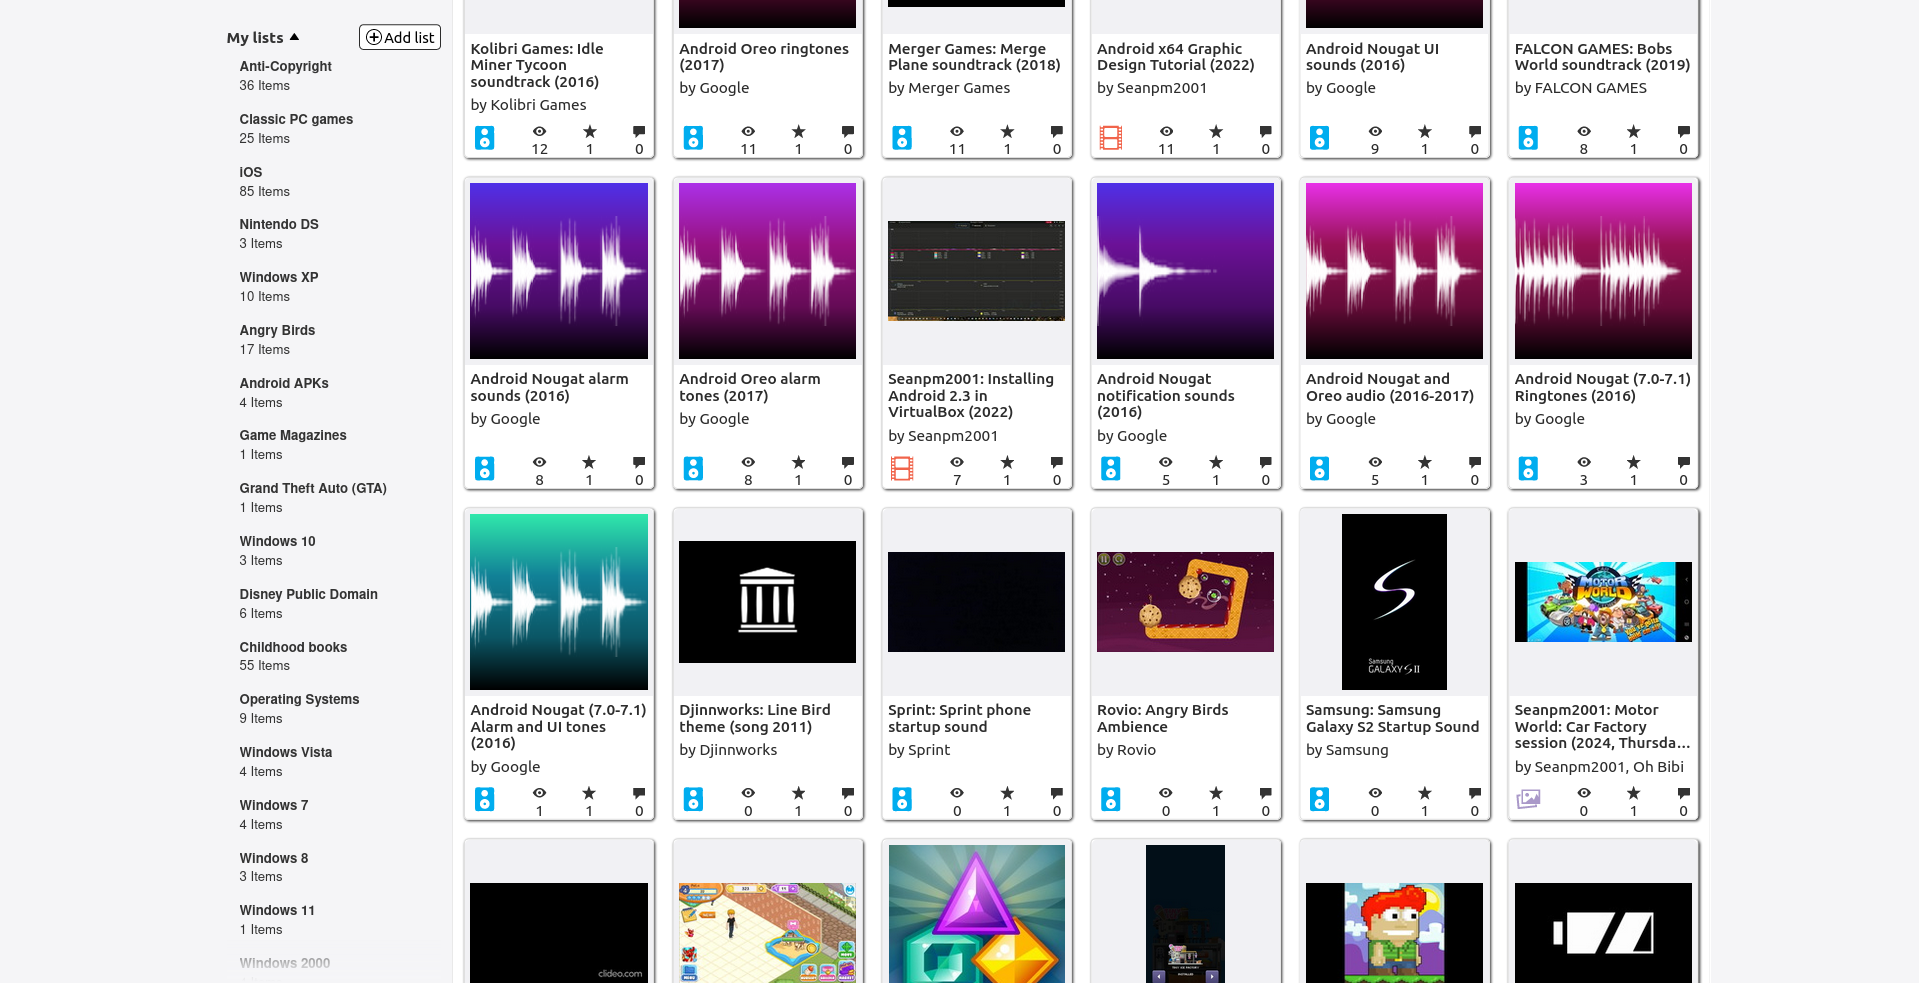 My lists
Add list
Anti-Copyright
36 Items
Classic PC games
25 Items
iOS
85 Items
Nintendo DS
3 Items
Windows XP
10 Items
Angry Birds
17 Items
Android APKs
4 Items
Game Magazines
1 Items
Grand Theft Auto (GTA)
1 Items
Windows 10
3 Items
Disney Public Domain
6 Items
Childhood books
55 Items
Operating Systems
9 Items
Windows Vista
4 Items
Windows 7
4 Items
Windows 8
3 Items
Windows 11
1 Items
Windows 2000
Kolibri Games: Idle
Miner Tycoon
soundtrack (2016)
by Kolibri Games
12 1 0
Android Oreo ringtones
(2017)
by Google
11 1 0
Merger Games: Merge
Plane soundtrack (2018)
by Merger Games
11 1 0
Android x64 Graphic
Design Tutorial (2022)
by Seanpm2001
11 1 0
Android Nougat UI
sounds (2016)
by Google
9 1 0
FALCON GAMES: Bobs
World soundtrack (2019)
by FALCON GAMES
8 1 0
Android Nougat alarm
sounds (2016)
by Google
8 1 0
Android Oreo alarm
tones (2017)
by Google
8 1 0
Seanpm2001: Installing
Android 2.3 in
VirtualBox (2022)
by Seanpm2001
7 1 0
Android Nougat
notification sounds
(2016)
by Google
5 1 0
Android Nougat and
Oreo audio (2016-2017)
by Google
5 1 0
Android Nougat (7.0-7.1)
Ringtones (2016)
by Google
3 1 0
Android Nougat (7.0-7.1)
Alarm and UI tones
(2016)
by Google
1 1 0
Djinnworks: Line Bird
theme (song 2011)
by Djinnworks
0 1 0
Sprint: Sprint phone
startup sound
by Sprint
0 1 0
Rovio: Angry Birds
Ambience
by Rovio
0 1 0
Samsung
GALAXY S II
Samsung: Samsung
Galaxy S2 Startup Sound
by Samsung
0 1 0
MOTOR
WORLD
Seanpm2001: Motor
World: Car Factory
session (2024, Thursda...
by Seanpm2001, Oh Bibi
0 1 0
clideo.com